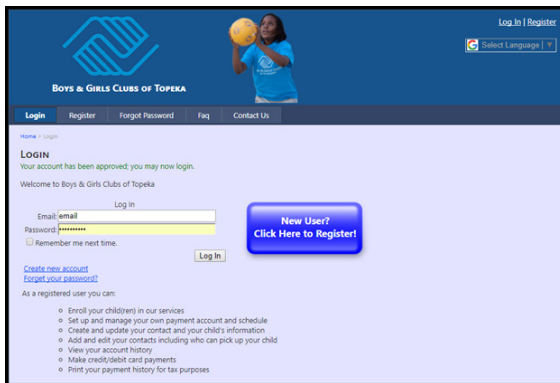 Log In | Register
G Select Language | ▼
BOYS & GIRLS CLUBS OF TOPEKA
Login Register Forgot Password Faq Contact Us
Home > Login
LOGIN
Your account has been approved; you may now login.
Welcome to Boys & Girls Clubs of Topeka
Log In
Email: email
Password: ••••••••••
Remember me next time.
Log In
New User?
Click Here to Register!
Create new account
Forget your password?
As a registered user you can:
Enroll your child(ren) in our services
Set up and manage your own payment account and schedule
Create and update your contact and your child's information
Add and edit your contacts including who can pick up your child
View your account history
Make credit/debit card payments
Print your payment history for tax purposes